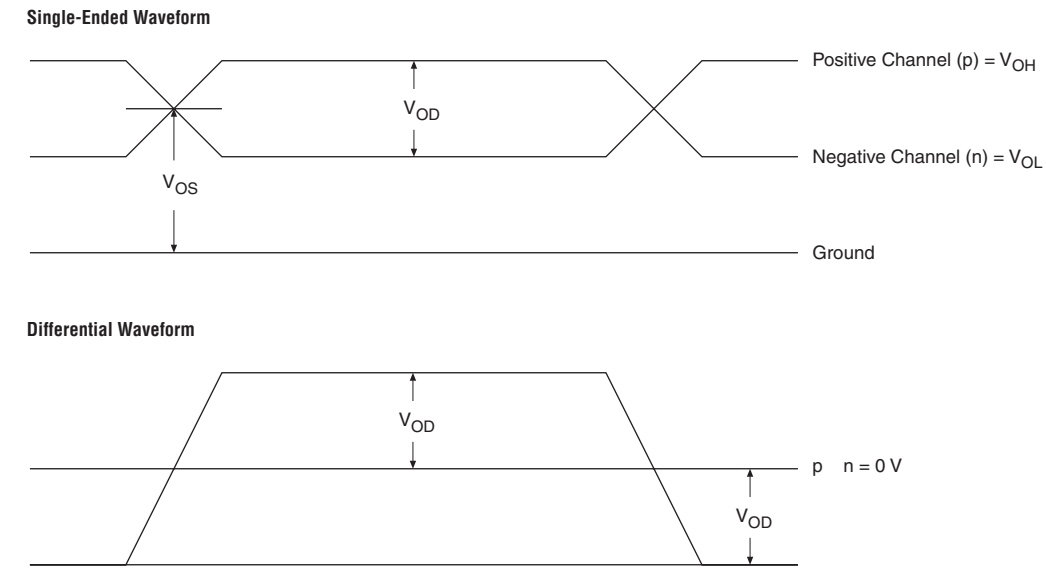 Single-Ended Waveform
Positive Channel (p) = VOH
VOD
Negative Channel (n) = VOL
VOS
Ground
Differential Waveform
VOD
p n = 0 V
VOD